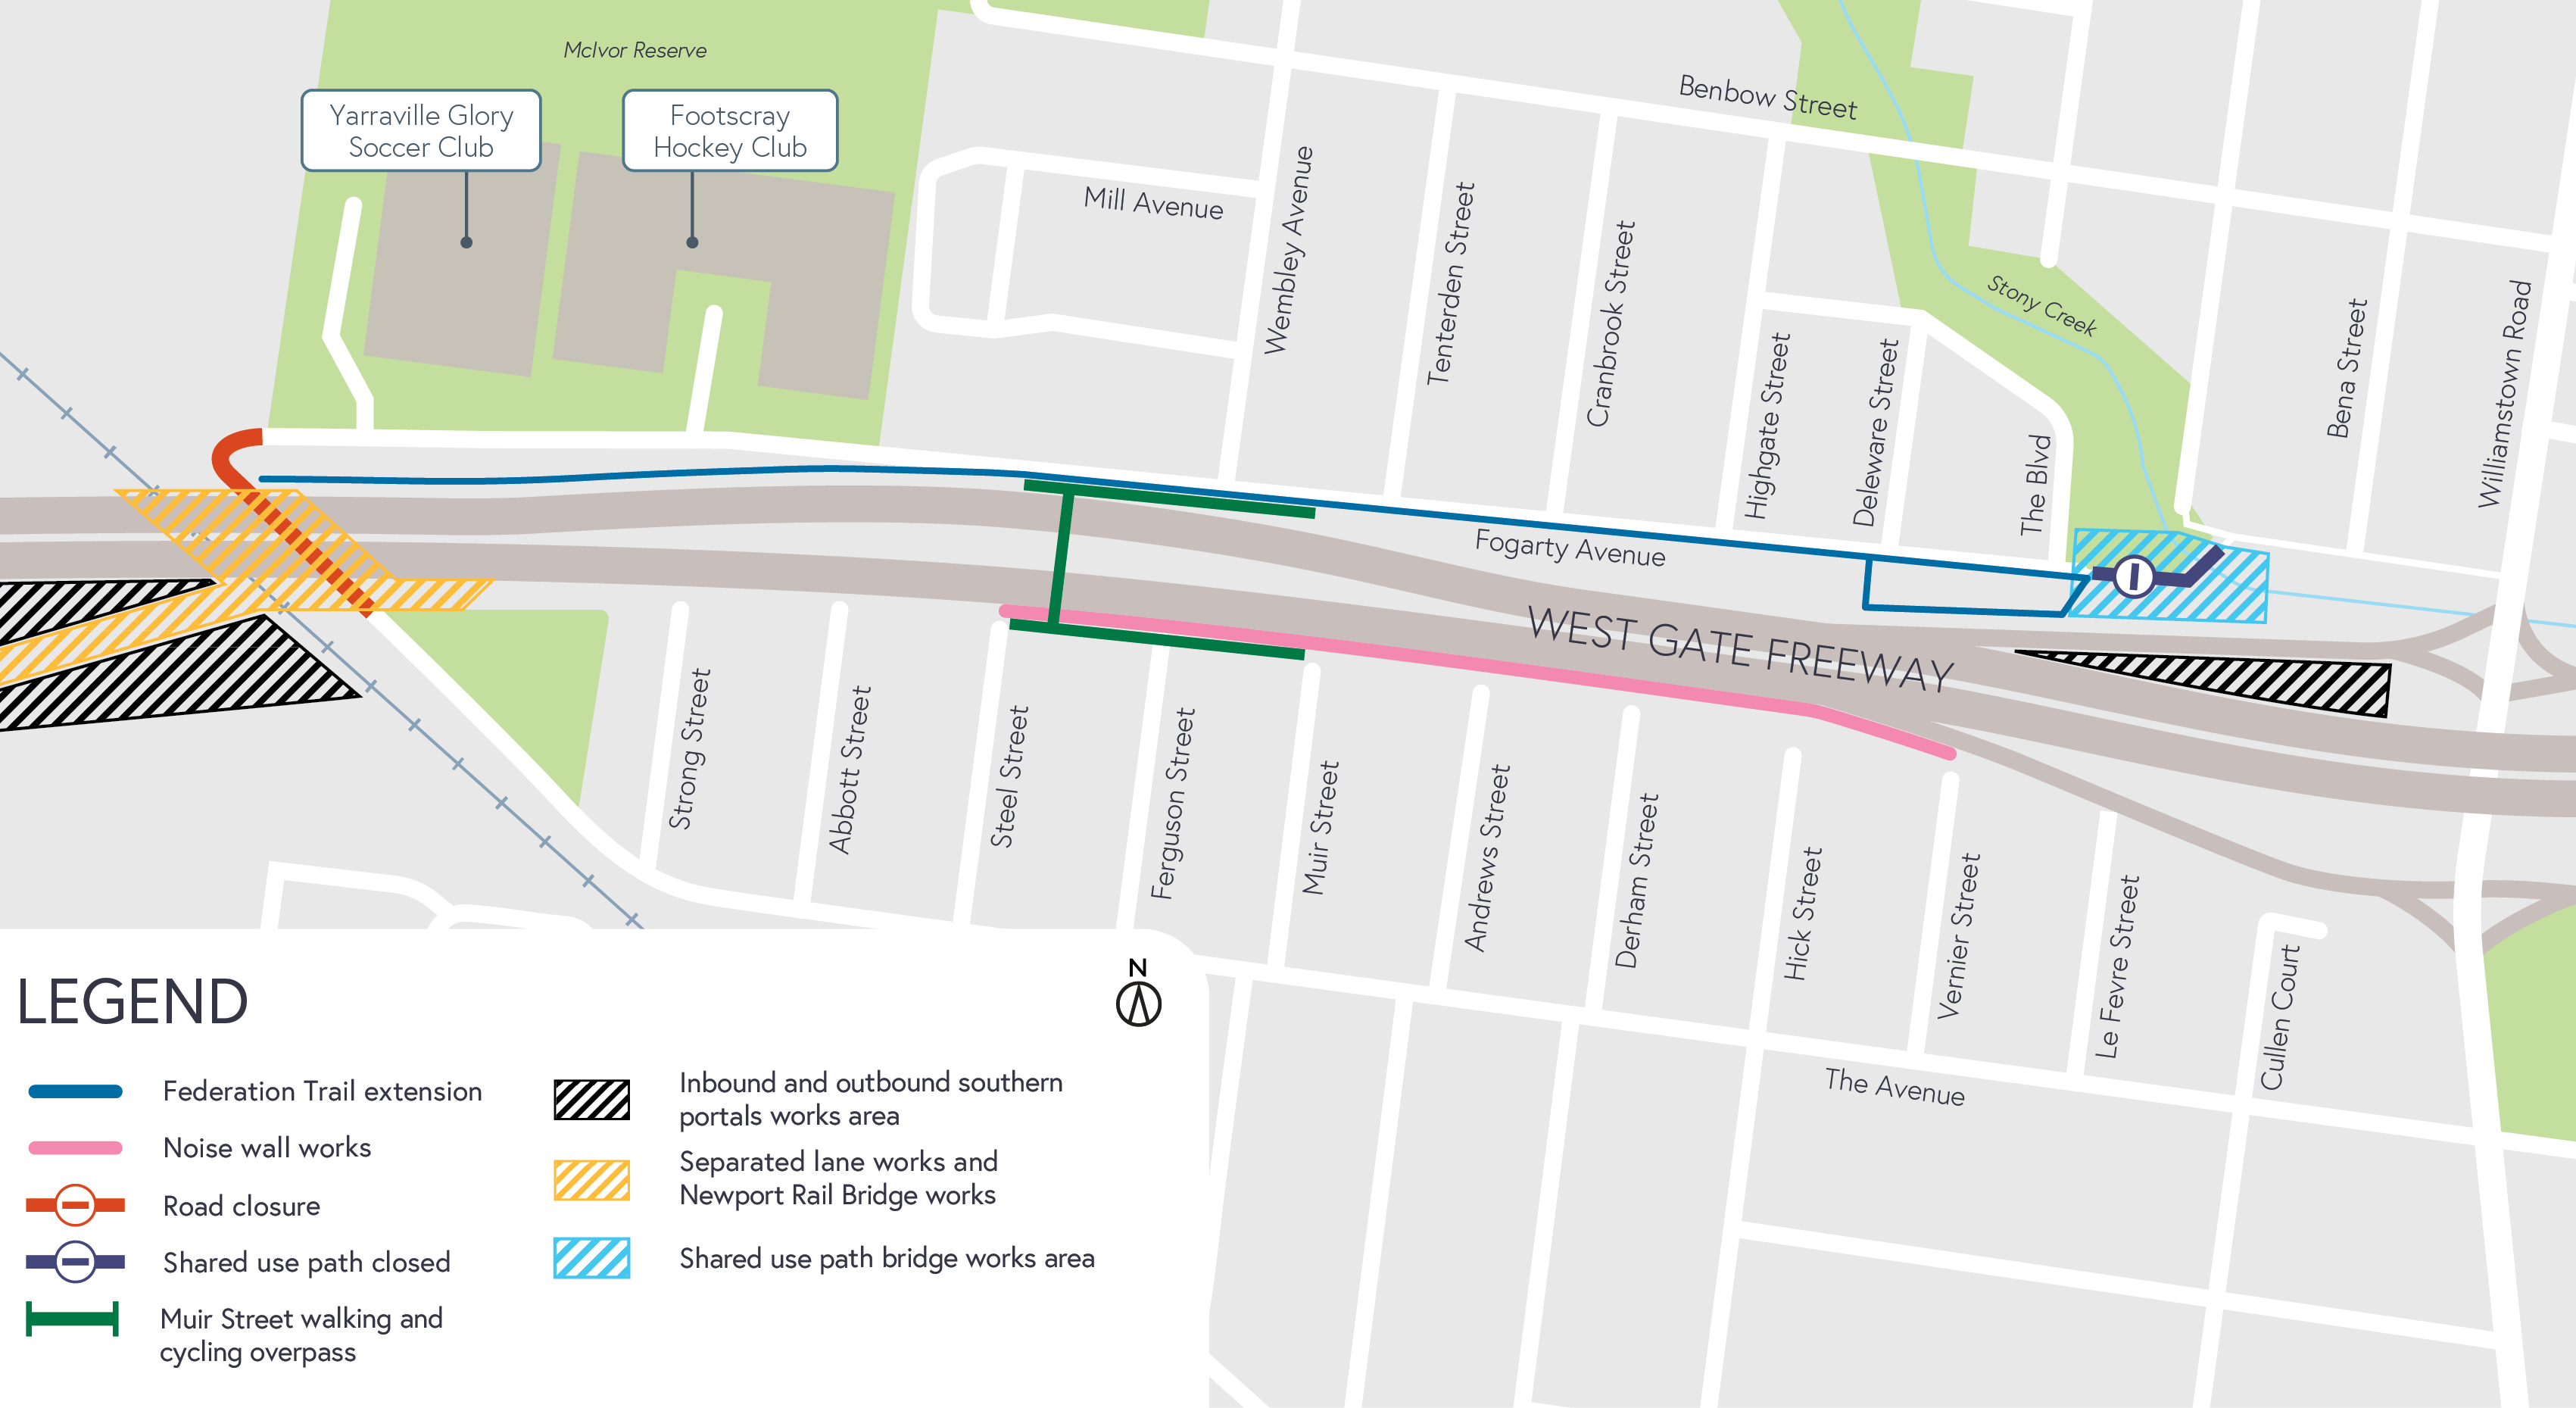 McIvor Reserve
Yarraville Glory
Soccer Club
Footscray
Hockey Club
Benbow Street
Mill Avenue
Wembley Avenue
Tenterden Street
Cranbrook Street
Highgate Street
Deleware Street
The Blvd
Stony Creek
Bena Street
Williamstown Road
Fogarty Avenue
WEST GATE FREEWAY
Strong Street
Abbott Street
Steel Street
Ferguson Street
Muir Street
Andrews Street
Derham Street
Hick Street
Vernier Street
Le Fevre Street
Cullen Court
The Avenue
N
LEGEND
Federation Trail extension
Noise wall works
Road closure
Shared use path closed
Muir Street walking and
cycling overpass
Inbound and outbound southern
portals works area
Separated lane works and
Newport Rail Bridge works
Shared use path bridge works area